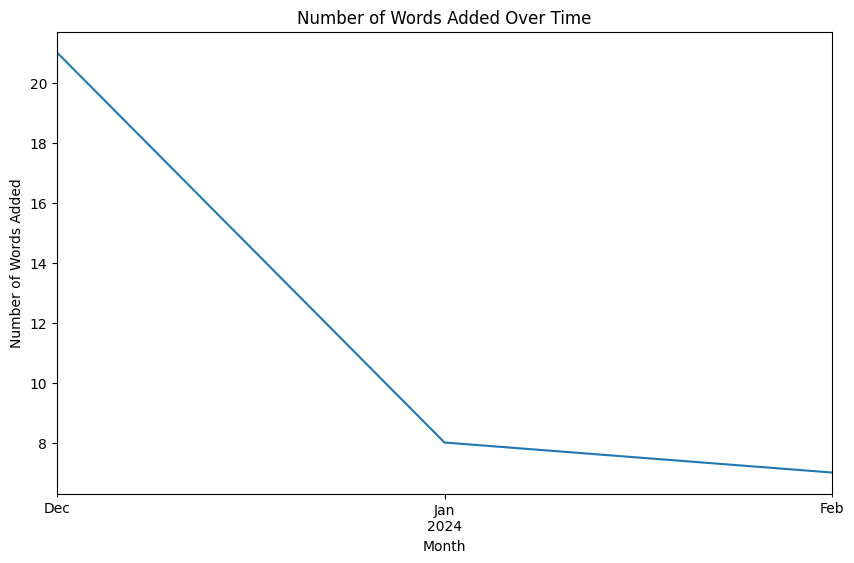 Number of Words Added Over Time
Number of Words Added
20
18
16
14
12
10
8
Dec
Jan
2024
Feb
Month